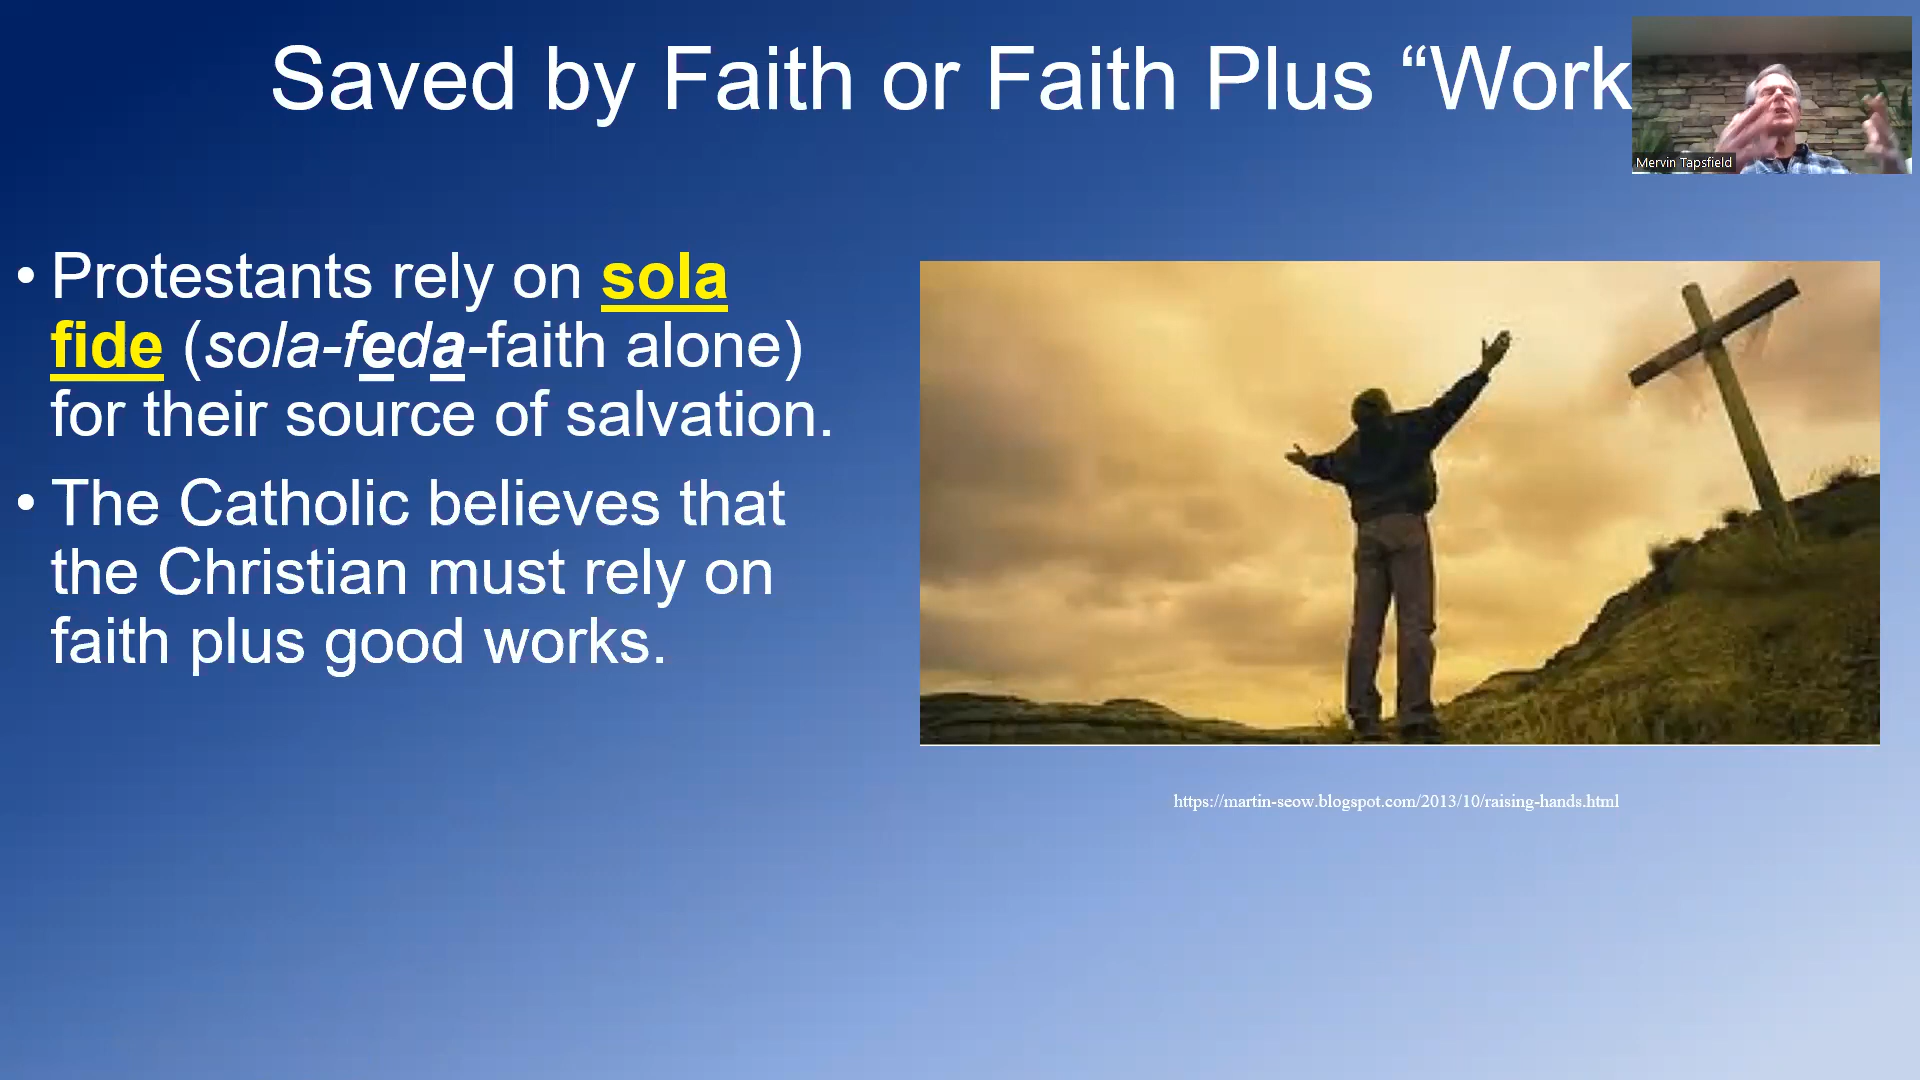 Saved by Faith or Faith Plus “Work
Mervin Tapsfield
• Protestants rely on sola
fide (sola-feda-faith alone)
for their source of salvation.
• The Catholic believes that
the Christian must rely on
faith plus good works.
https://martin-seow.blogspot.com/2013/10/raising-hands.html